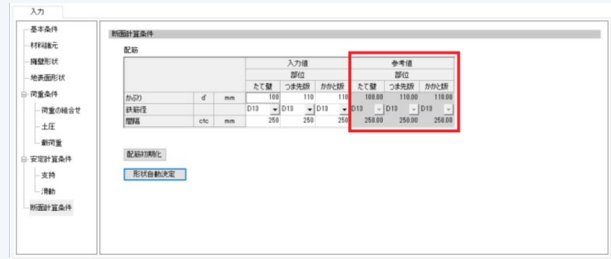 入力
基本条件
材料諸元
擁壁形状
地表面形状
荷重条件
荷重の組合せ
土圧
載荷重
安定計算条件
支持
滑動
断面計算条件
断面計算条件
配筋
入力値 参考値
部位 部位
たて壁 つま先版 かかと版 たて壁 つま先版 かかと版
かぶり d' mm 100 110 110 100.00 110.00 110.00
鉄筋径 D13 D13 D13 D13 D13 D13
間隔 ctc mm 250 250 250 250.00 250.00 250.00
配筋初期化
形状自動決定